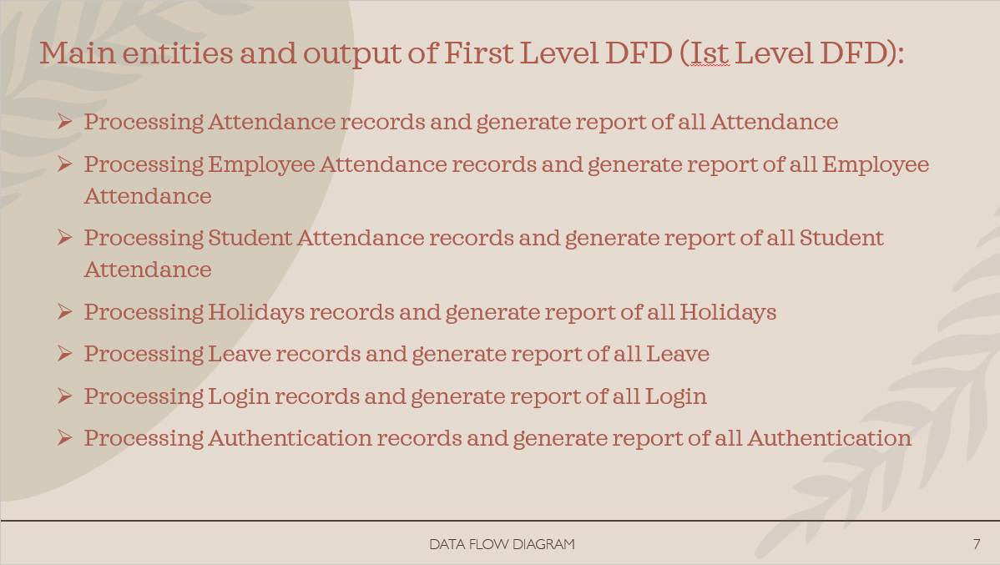 Main entities and output of First Level DFD (Ist Level DFD):
➢ Processing Attendance records and generate report of all Attendance
➢ Processing Employee Attendance records and generate report of all Employee
Attendance
➢ Processing Student Attendance records and generate report of all Student
Attendance
➢ Processing Holidays records and generate report of all Holidays
➢ Processing Leave records and generate report of all Leave
➢ Processing Login records and generate report of all Login
➢ Processing Authentication records and generate report of all Authentication
DATA FLOW DIAGRAM
7